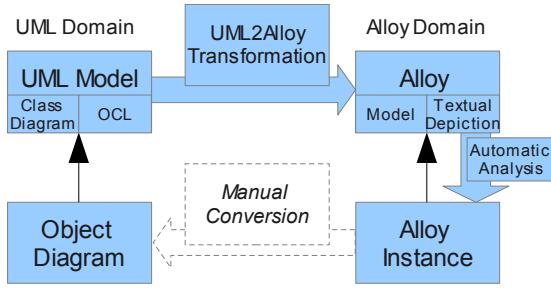 UML Domain
UML2Alloy
Transformation
Alloy Domain
UML Model
Class
Diagram
OCL
Alloy
Model
Textual
Depiction
Automatic
Analysis
Manual
Conversion
Object
Diagram
Alloy
Instance